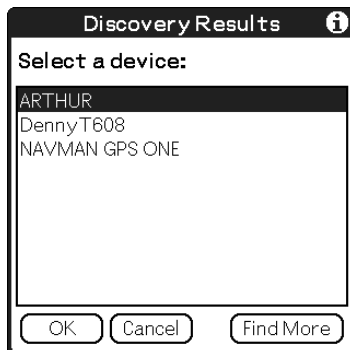 Discovery Results
Select a device:
ARTHUR
DennyT608
NAVMAN GPS ONE
OK Cancel Find More